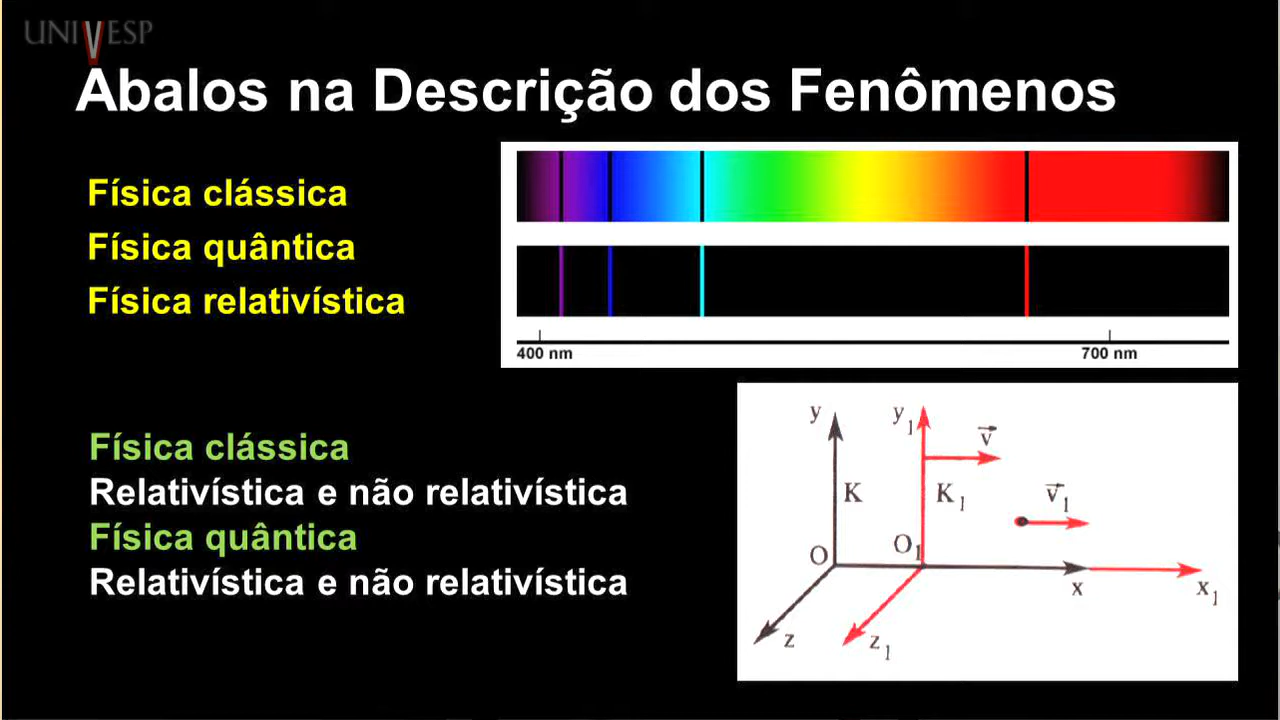 UNIVESP
Abalos na Descrição dos Fenômenos
Física clássica
Física quântica
Física relativística
400 nm
700 nm
Física clássica
Relativística e não relativística
Física quântica
Relativística e não relativística
y
y₁
v⃗
K
K₁
v⃗₁
O
O₁
x
x₁
z
z₁